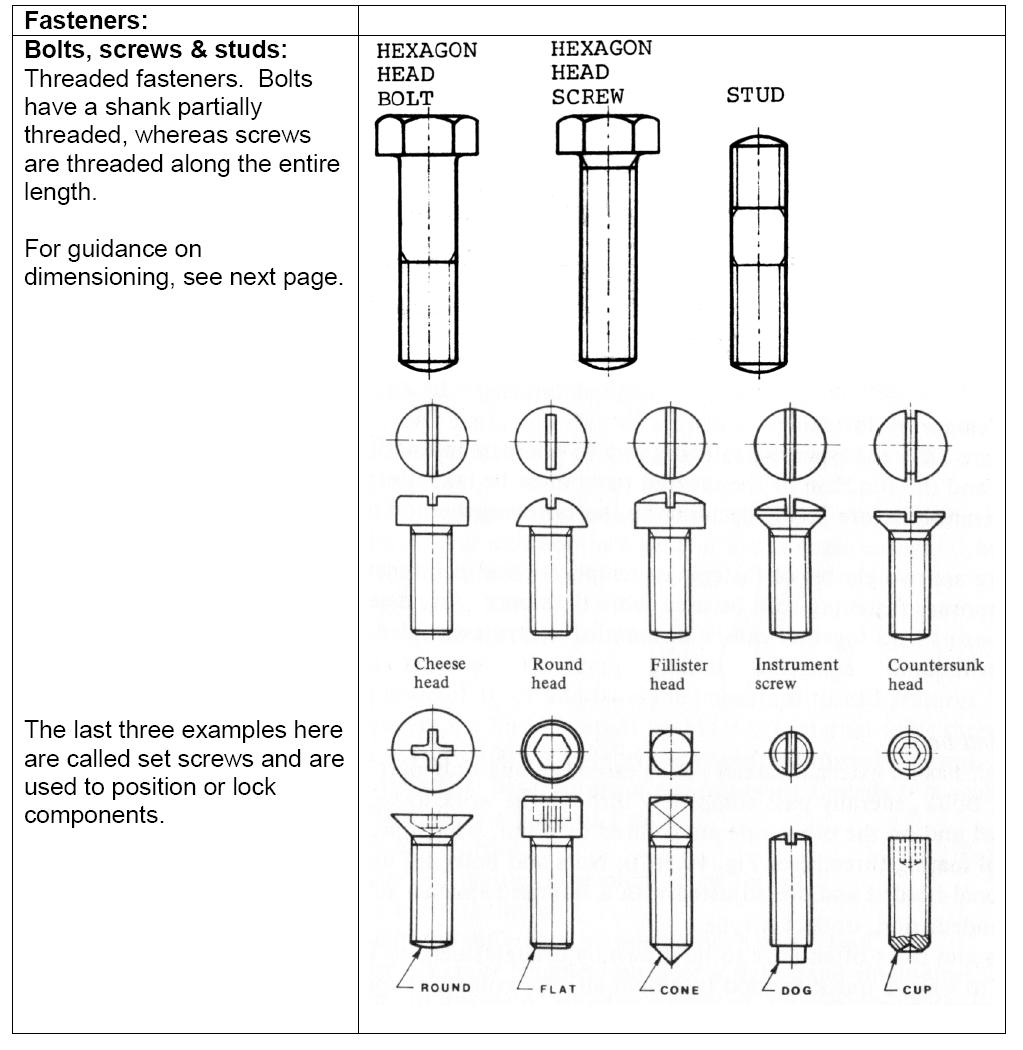 Fasteners:
Bolts, screws & studs:
Threaded fasteners. Bolts
have a shank partially
threaded, whereas screws
are threaded along the entire
length.
For guidance on
dimensioning, see next page.
HEXAGON
HEAD
BOLT
HEXAGON
HEAD
SCREW
STUD
Cheese
head
Round
head
Fillister
head
Instrument
screw
Countersunk
head
The last three examples here
are called set screws and are
used to position or lock
components.
ROUND
FLAT
CONE
DOG
CUP